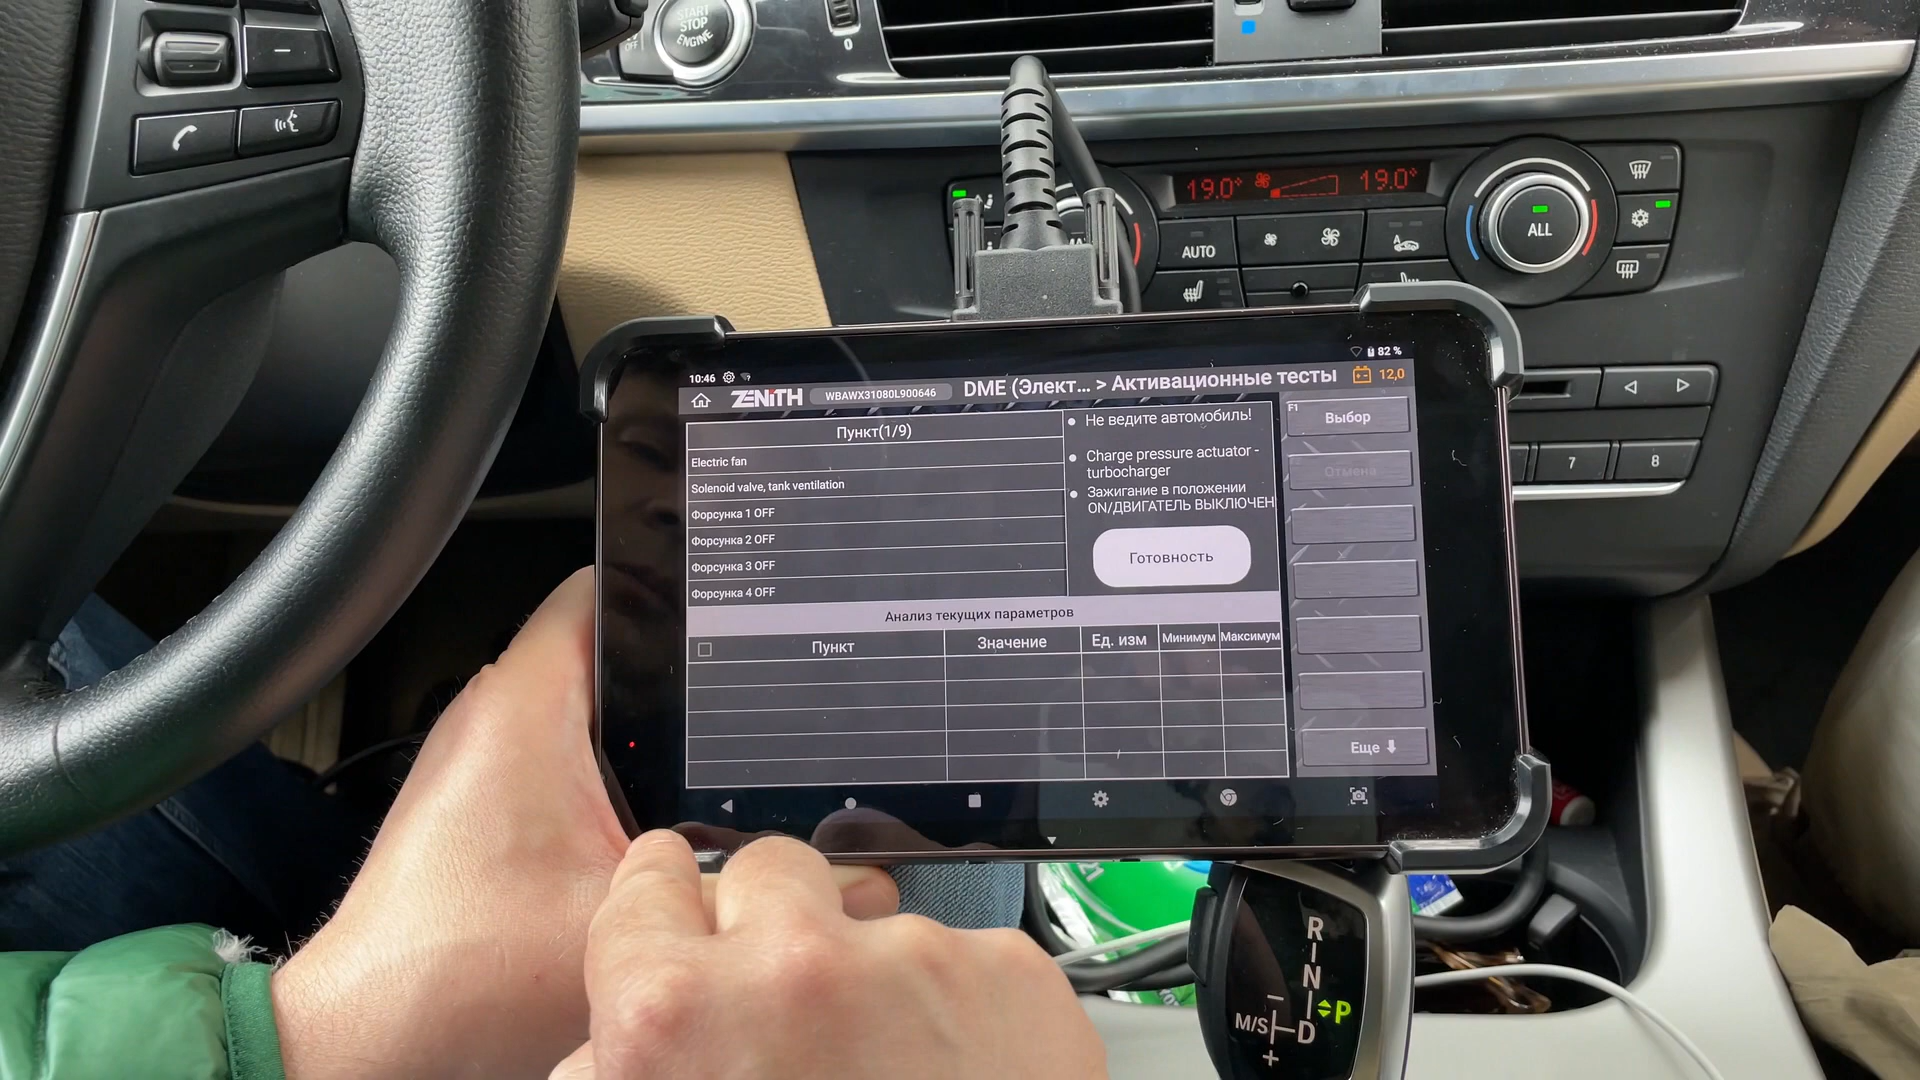 START
STOP
ENGINE
OFF
0
19.0°
19.0°
AUTO
ALL
7
8
10:46
82 %
ZENITH
WBAWX31080L900646
DME (Элект... > Активационные тесты
12,0
Пункт(1/9)
Electric fan
Solenoid valve, tank ventilation
Форсунка 1 OFF
Форсунка 2 OFF
Форсунка 3 OFF
Форсунка 4 OFF
Не ведите автомобиль!
Charge pressure actuator -
turbocharger
Зажигание в положении
ON/ДВИГАТЕЛЬ ВЫКЛЮЧЕН
Готовность
F1
Выбор
Отмена
Анализ текущих параметров
Пункт
Значение
Ед. изм
Минимум
Максимум
Еще
R
N
P
M/S
D